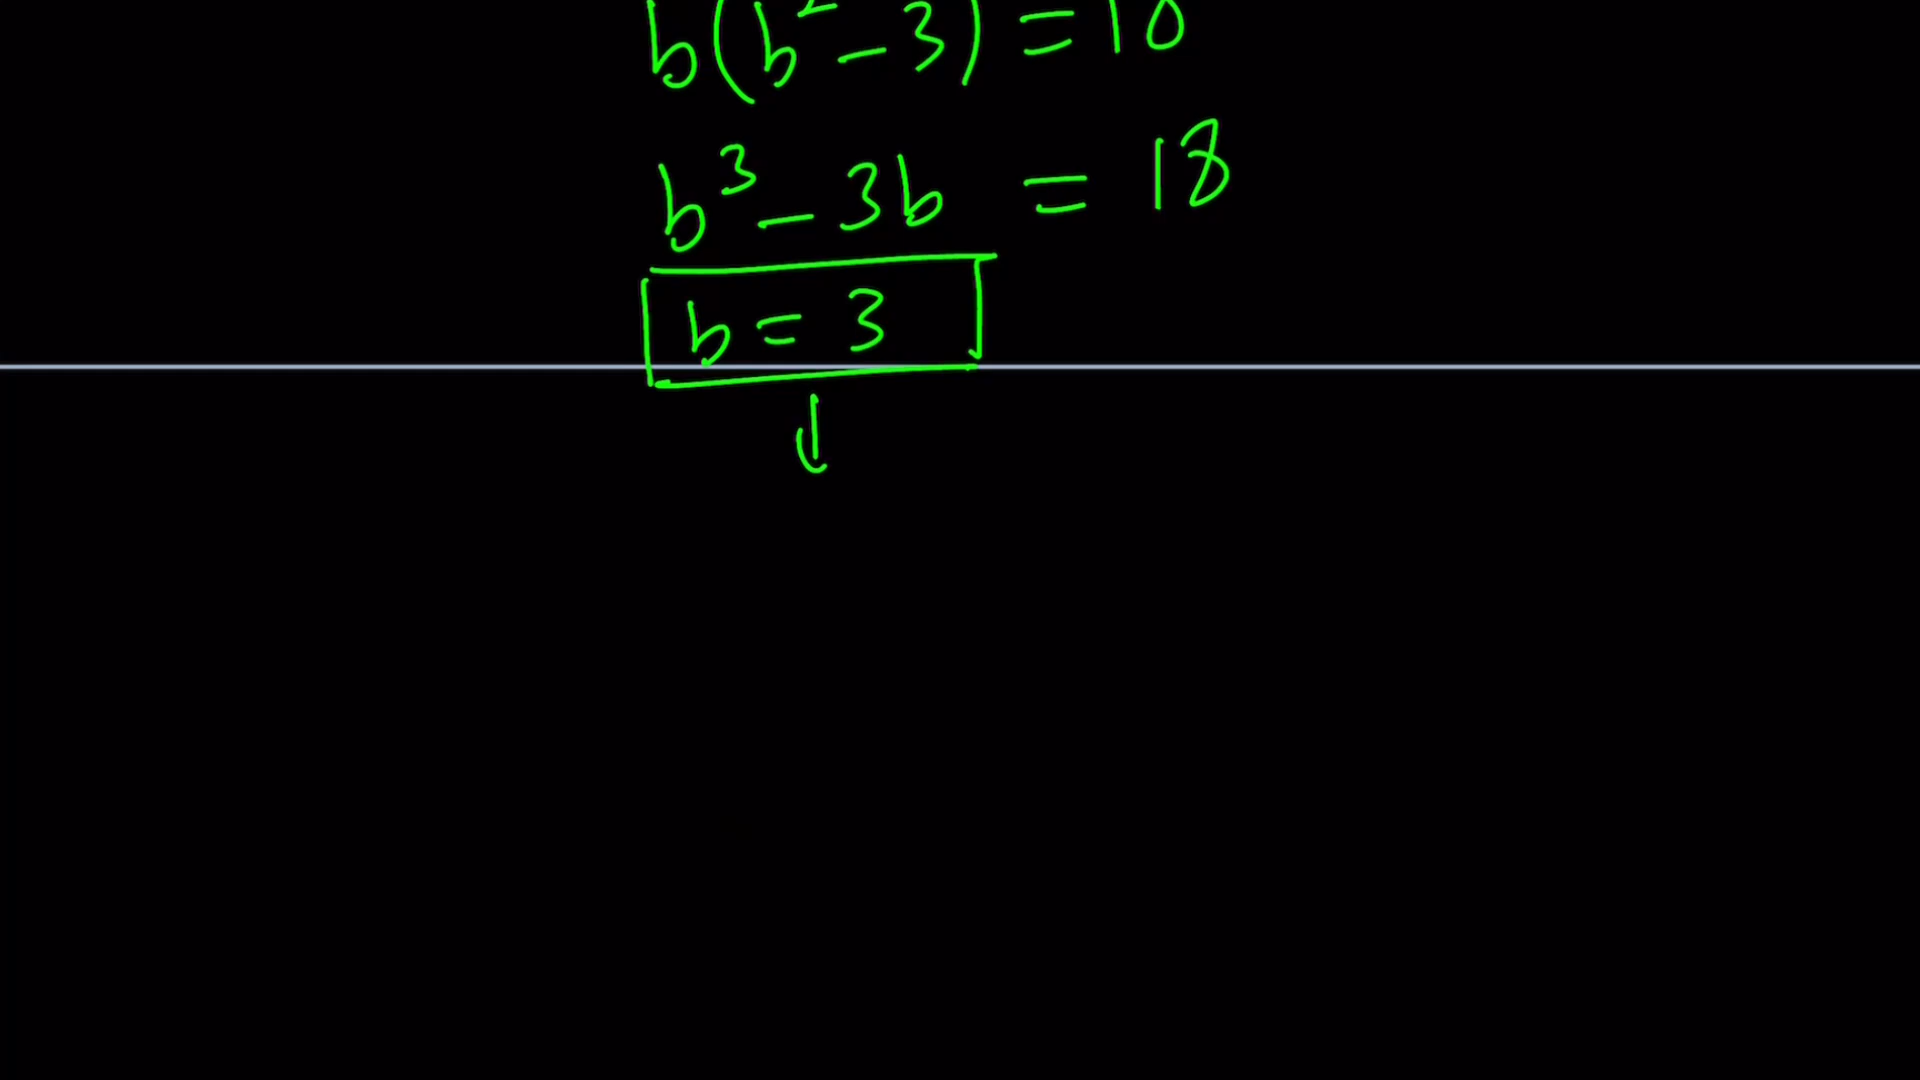 b(b²-3) = 18
b³ - 3b = 18
b = 3